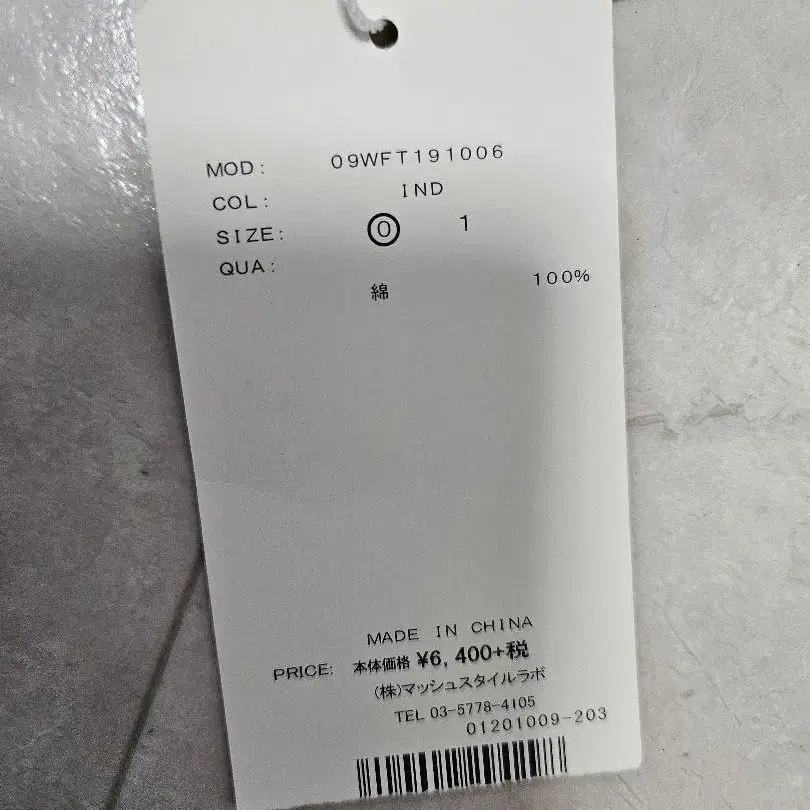 MOD: 09WFT191006
COL: IND
SIZE: ⓪ 1
QUA:
綿 100%
MADE IN CHINA
PRICE: 本体価格 ¥6,400+税
(株)マッシュスタイルラボ
TEL 03-5778-4105
01201009-203